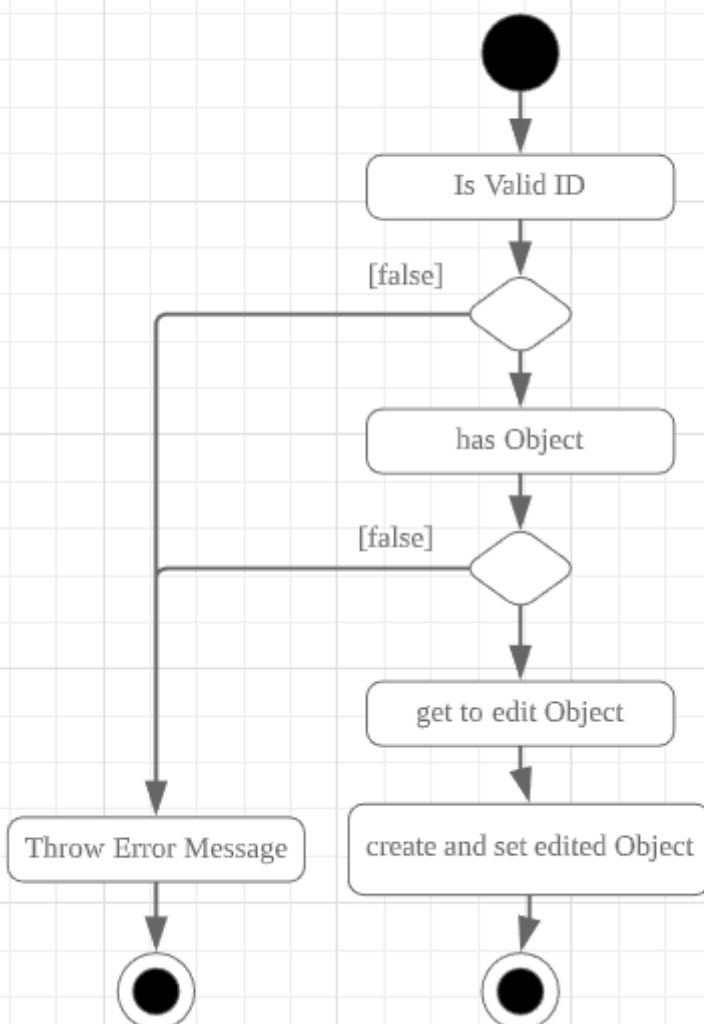 Is Valid ID
[false]
has Object
[false]
get to edit Object
create and set edited Object
Throw Error Message